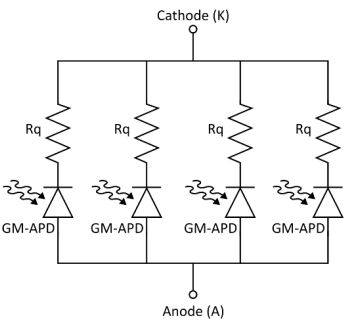 Cathode (K)
Rq Rq Rq Rq
GM-APD GM-APD GM-APD GM-APD
Anode (A)